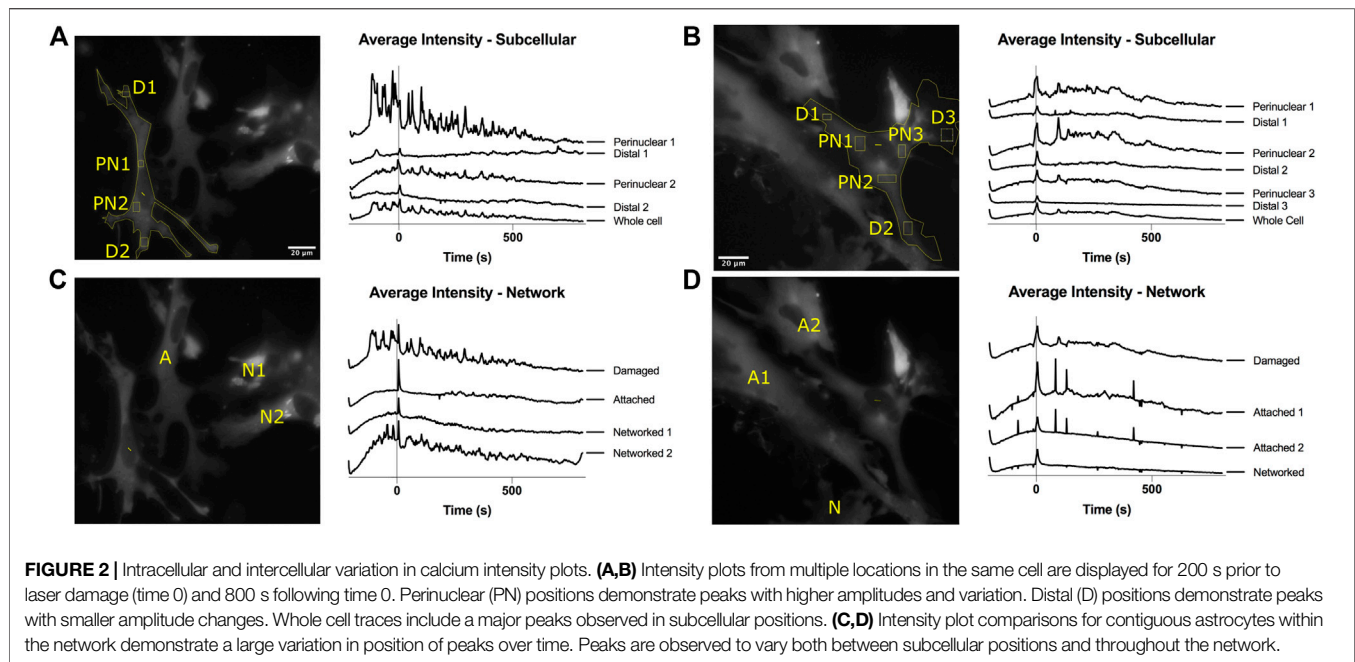 A
D1
PN1
PN2
D2
20 µm
Average Intensity - Subcellular
Perinuclear 1
Distal 1
Perinuclear 2
Distal 2
Whole cell
0
500
Time (s)
B
D1
PN1
PN3
D3
PN2
D2
20 µm
Average Intensity - Subcellular
Perinuclear 1
Distal 1
Perinuclear 2
Distal 2
Perinuclear 3
Distal 3
Whole Cell
0
500
Time (s)
C
A
N1
N2
Average Intensity - Network
Damaged
Attached
Networked 1
Networked 2
0
500
Time (s)
D
A2
A1
N
Average Intensity - Network
Damaged
Attached 1
Attached 2
Networked
0
500
Time (s)
FIGURE 2 | Intracellular and intercellular variation in calcium intensity plots. (A,B) Intensity plots from multiple locations in the same cell are displayed for 200 s prior to
laser damage (time 0) and 800 s following time 0. Perinuclear (PN) positions demonstrate peaks with higher amplitudes and variation. Distal (D) positions demonstrate peaks
with smaller amplitude changes. Whole cell traces include a major peaks observed in subcellular positions. (C,D) Intensity plot comparisons for contiguous astrocytes within
the network demonstrate a large variation in position of peaks over time. Peaks are observed to vary both between subcellular positions and throughout the network.